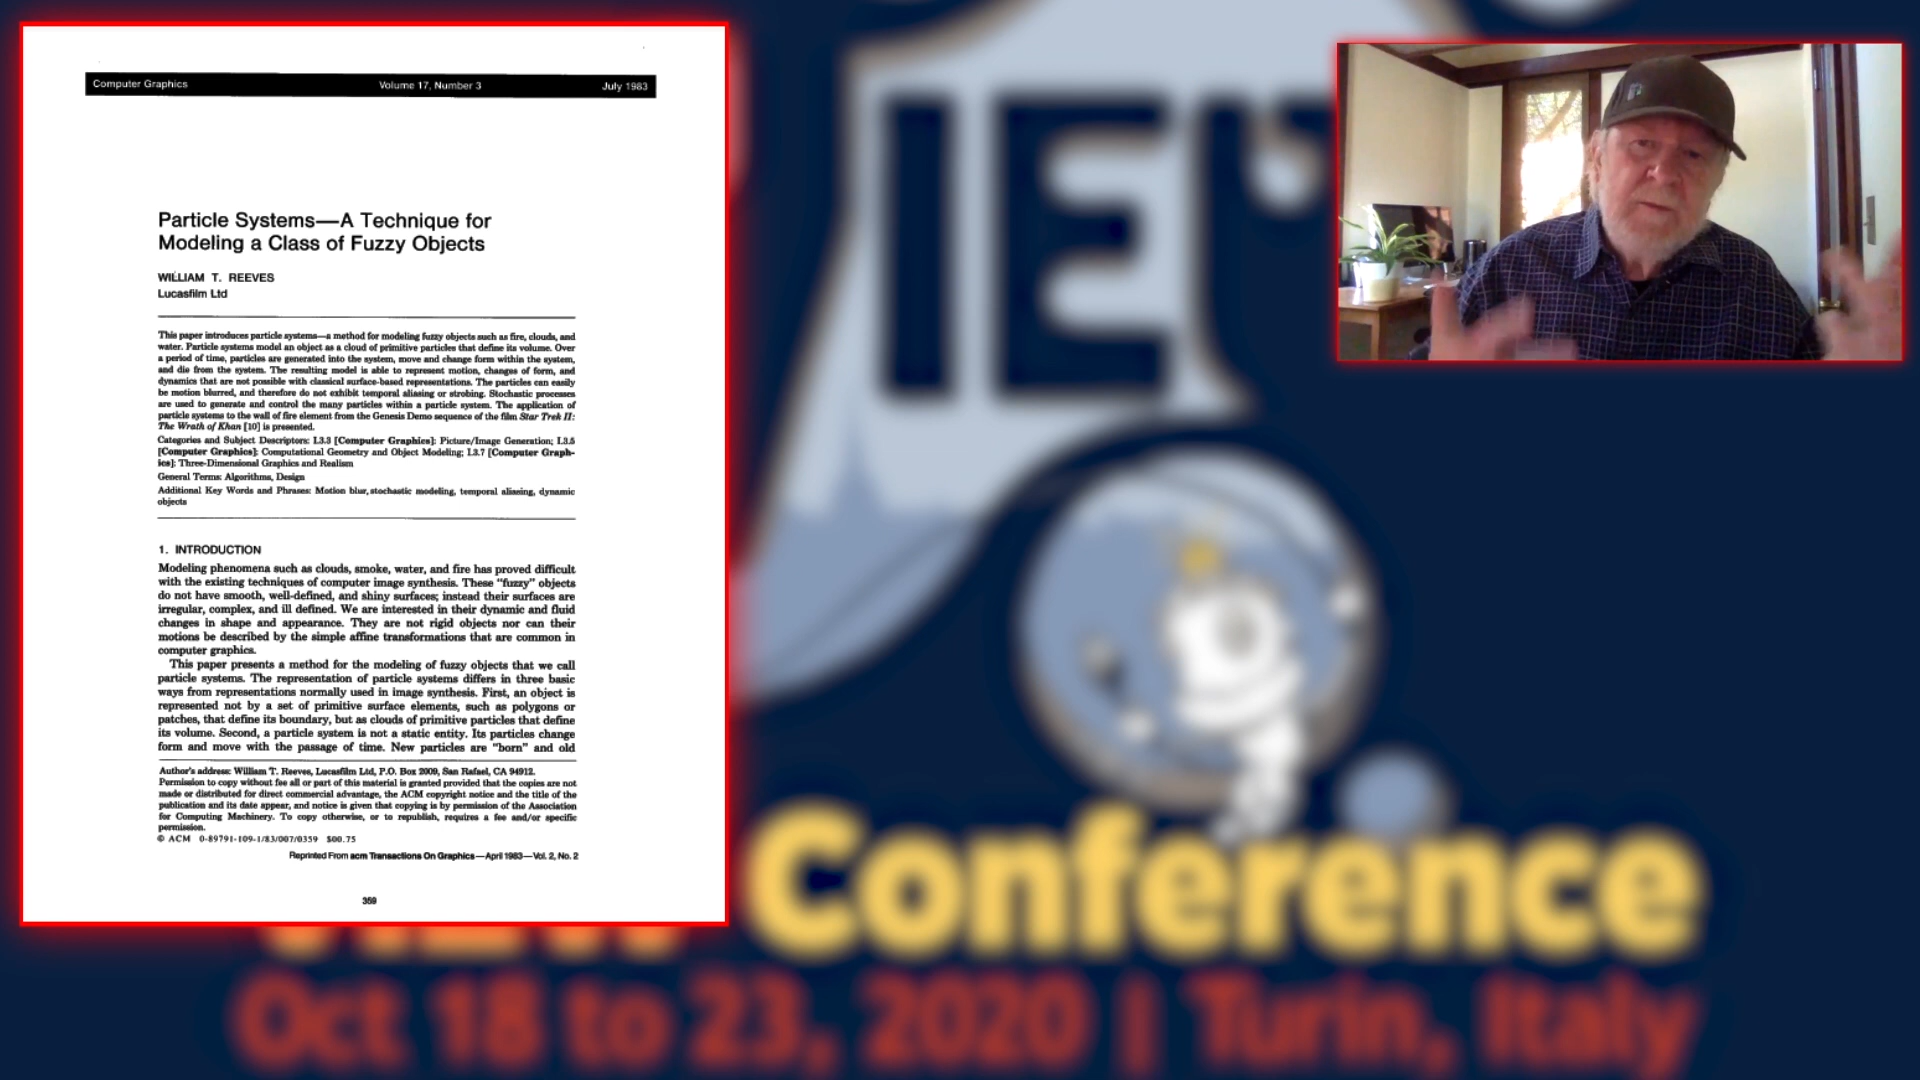 Computer Graphics Volume 17, Number 3 July 1983
Particle Systems—A Technique for
Modeling a Class of Fuzzy Objects
WILLIAM T. REEVES
Lucasfilm Ltd
This paper introduces particle systems—a method for modeling fuzzy objects such as fire, clouds, and
water. Particle systems model an object as a cloud of primitive particles that define its volume. Over
a period of time, particles are generated into the system, move and change form within the system,
and die from the system. The resulting model is able to represent motion, changes of form, and
dynamics that are not possible with classical surface-based representations. The particles can easily
be motion blurred, and therefore do not exhibit temporal aliasing or strobing. Stochastic processes
are used to generate and control the many particles within a particle system. The application of
particle systems to the wall of fire element from the Genesis Demo sequence of the film Star Trek II:
The Wrath of Khan [10] is presented.
Categories and Subject Descriptors: I.3.3 [Computer Graphics]: Picture/Image Generation; I.3.5
[Computer Graphics]: Computational Geometry and Object Modeling; I.3.7 [Computer Graph-
ics]: Three-Dimensional Graphics and Realism
General Terms: Algorithms, Design
Additional Key Words and Phrases: Motion blur, stochastic modeling, temporal aliasing, dynamic
objects
1. INTRODUCTION
Modeling phenomena such as clouds, smoke, water, and fire has proved difficult
with the existing techniques of computer image synthesis. These “fuzzy” objects
do not have smooth, well-defined, and shiny surfaces; instead their surfaces are
irregular, complex, and ill defined. We are interested in their dynamic and fluid
changes in shape and appearance. They are not rigid objects nor can their
motions be described by the simple affine transformations that are common in
computer graphics.
This paper presents a method for the modeling of fuzzy objects that we call
particle systems. The representation of particle systems differs in three basic
ways from representations normally used in image synthesis. First, an object is
represented not by a set of primitive surface elements, such as polygons or
patches, that define its boundary, but as clouds of primitive particles that define
its volume. Second, a particle system is not a static entity. Its particles change
form and move with the passage of time. New particles are “born” and old
Author's address: William T. Reeves, Lucasfilm Ltd, P.O. Box 2009, San Rafael, CA 94912.
Permission to copy without fee all or part of this material is granted provided that the copies are not
made or distributed for direct commercial advantage, the ACM copyright notice and the title of the
publication and its date appear, and notice is given that copying is by permission of the Association
for Computing Machinery. To copy otherwise, or to republish, requires a fee and/or specific
permission.
© ACM 0-89791-109-1/83/007/0359 $00.75
Reprinted From acm Transactions On Graphics—April 1983—Vol. 2, No. 2
359
Conference
Oct 18 to 23, 2020 | Turin, Italy